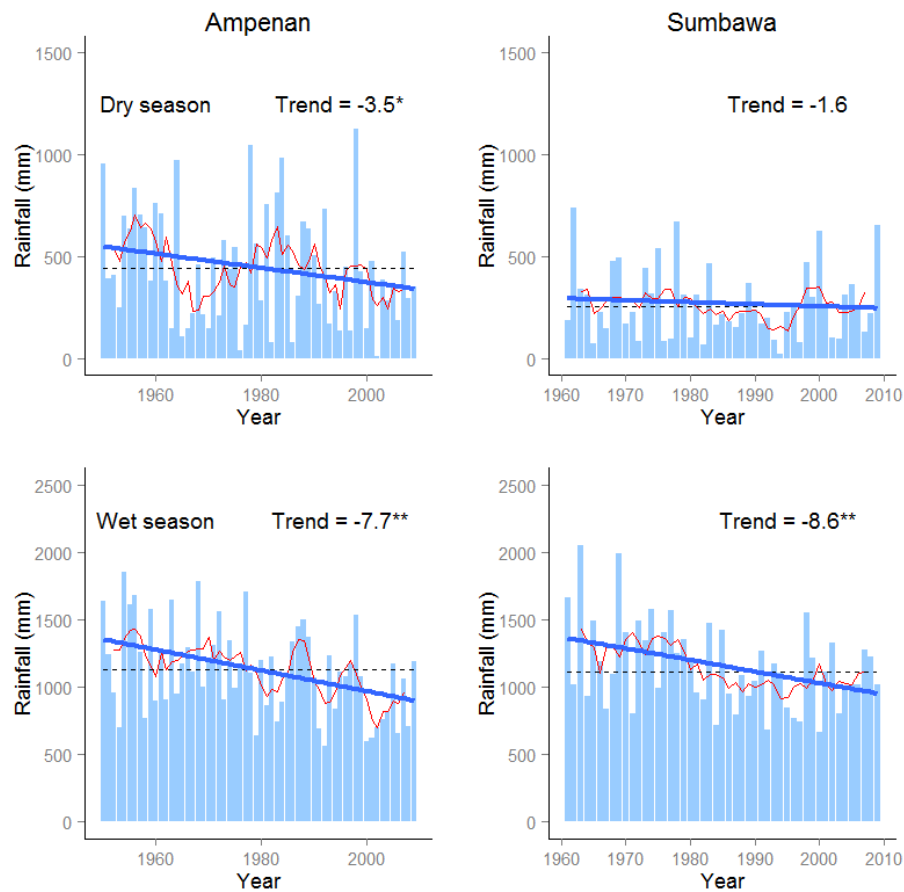 Ampenan
Sumbawa
1500
1000
500
0
Rainfall (mm)
Dry season
Trend = -3.5*
1960
1980
2000
Year
1500
1000
500
0
Rainfall (mm)
Trend = -1.6
1960
1970
1980
1990
2000
2010
Year
2500
2000
1500
1000
500
0
Rainfall (mm)
Wet season
Trend = -7.7**
1960
1980
2000
Year
2500
2000
1500
1000
500
0
Rainfall (mm)
Trend = -8.6**
1960
1970
1980
1990
2000
2010
Year